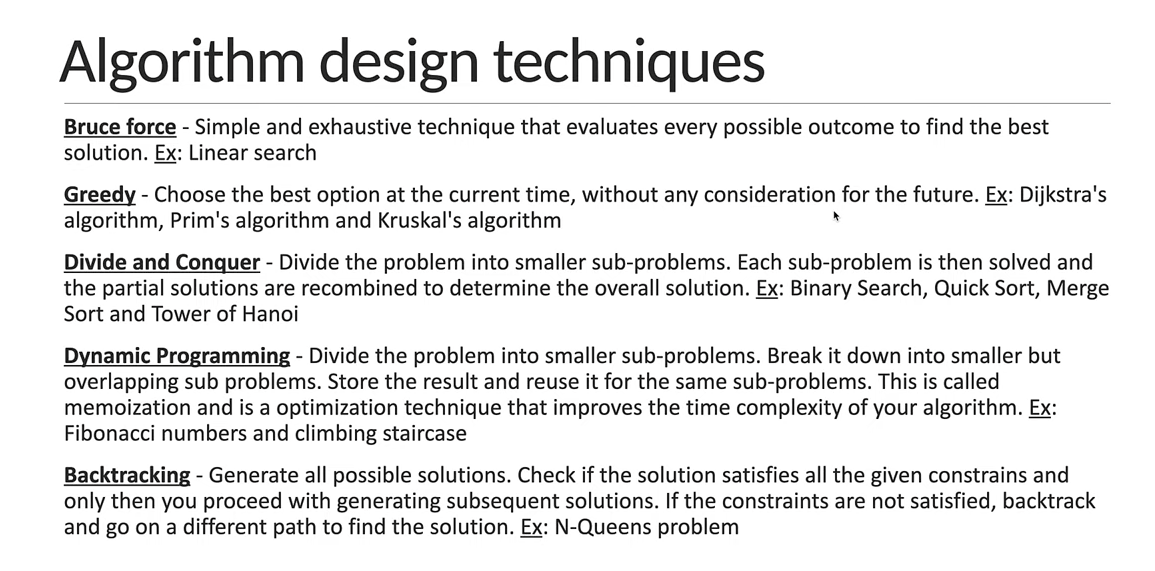 Algorithm design techniques
Bruce force - Simple and exhaustive technique that evaluates every possible outcome to find the best
solution. Ex: Linear search
Greedy - Choose the best option at the current time, without any consideration for the future. Ex: Dijkstra's
algorithm, Prim's algorithm and Kruskal's algorithm
Divide and Conquer - Divide the problem into smaller sub-problems. Each sub-problem is then solved and
the partial solutions are recombined to determine the overall solution. Ex: Binary Search, Quick Sort, Merge
Sort and Tower of Hanoi
Dynamic Programming - Divide the problem into smaller sub-problems. Break it down into smaller but
overlapping sub problems. Store the result and reuse it for the same sub-problems. This is called
memoization and is a optimization technique that improves the time complexity of your algorithm. Ex:
Fibonacci numbers and climbing staircase
Backtracking - Generate all possible solutions. Check if the solution satisfies all the given constrains and
only then you proceed with generating subsequent solutions. If the constraints are not satisfied, backtrack
and go on a different path to find the solution. Ex: N-Queens problem